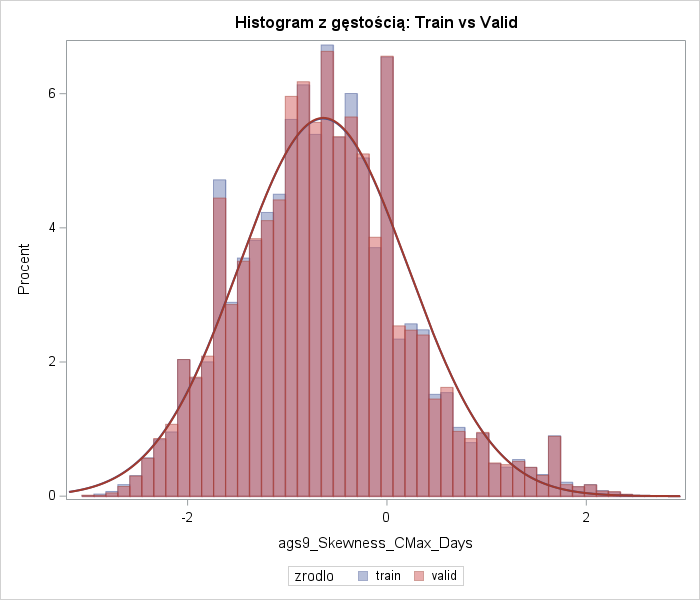 Histogram z gęstością: Train vs Valid
Procent
6
4
2
0
-2
0
2
ags9_Skewness_CMax_Days
zrodlo train valid